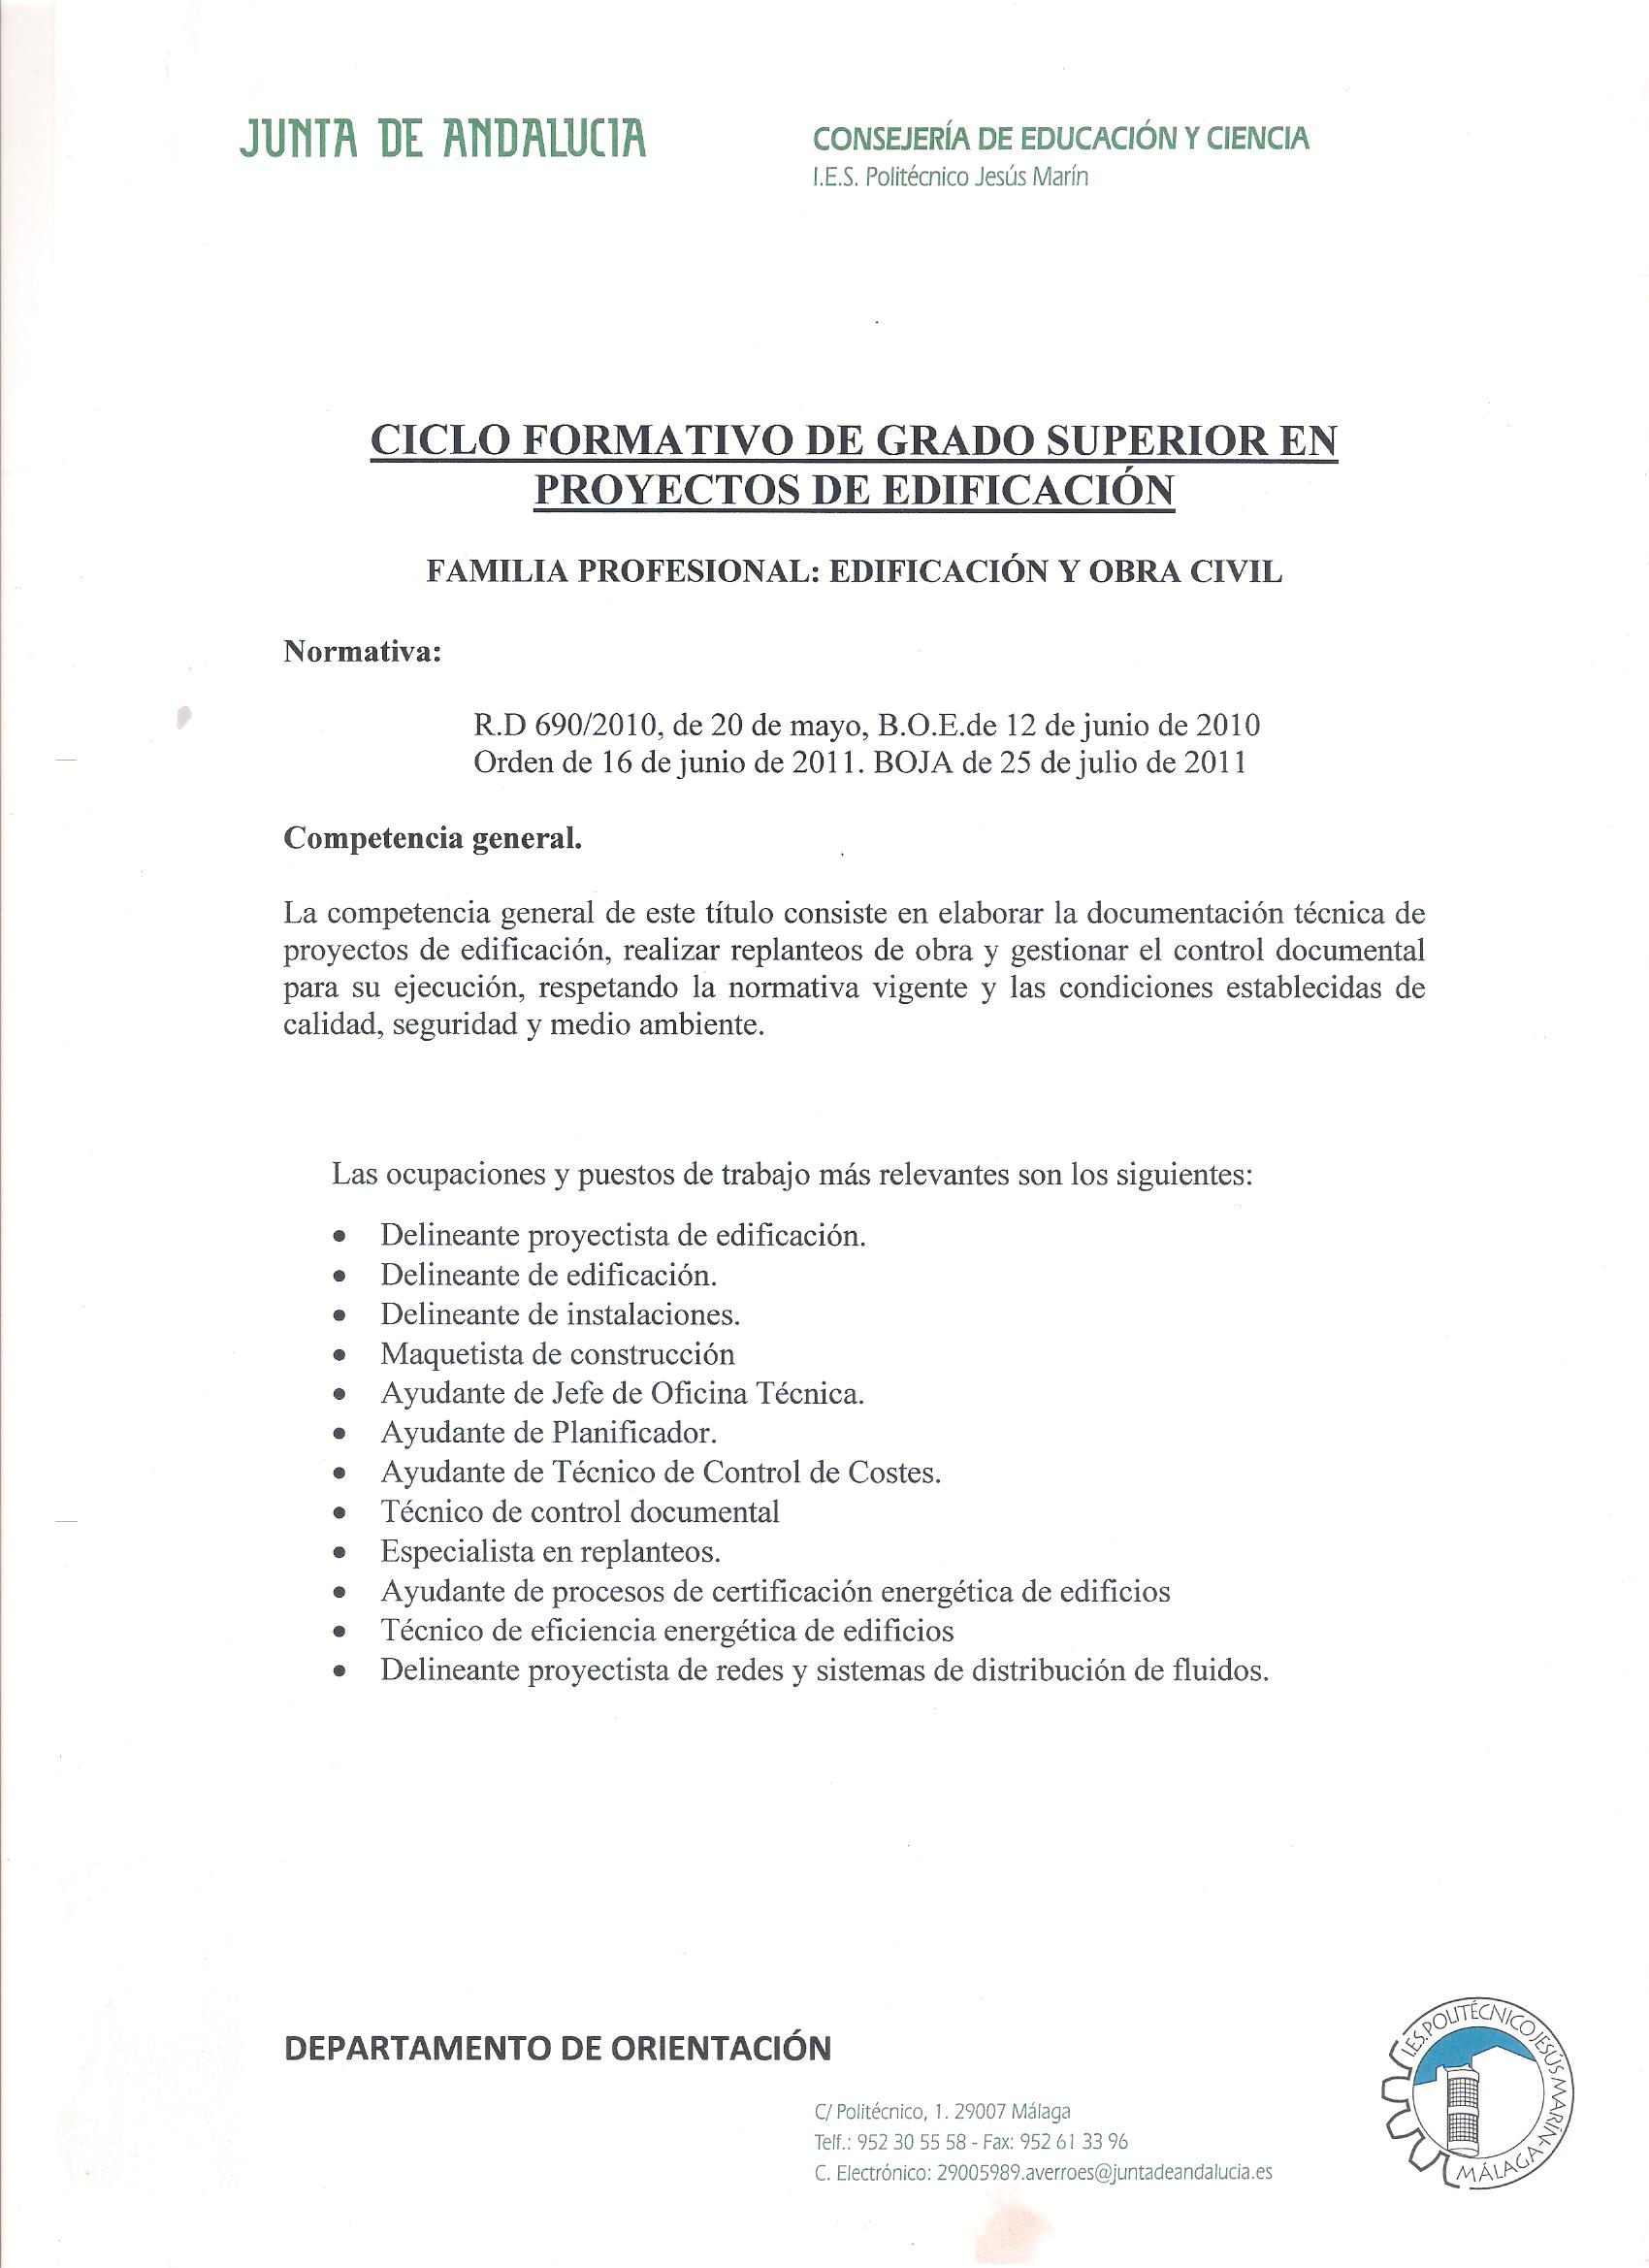 JUNTA DE ANDALUCIA
CONSEJERÍA DE EDUCACIÓN Y CIENCIA
I.E.S. Politécnico Jesús Marín
CICLO FORMATIVO DE GRADO SUPERIOR EN
PROYECTOS DE EDIFICACIÓN
FAMILIA PROFESIONAL: EDIFICACIÓN Y OBRA CIVIL
Normativa:
R.D 690/2010, de 20 de mayo, B.O.E.de 12 de junio de 2010
Orden de 16 de junio de 2011. BOJA de 25 de julio de 2011
Competencia general.
La competencia general de este título consiste en elaborar la documentación técnica de
proyectos de edificación, realizar replanteos de obra y gestionar el control documental
para su ejecución, respetando la normativa vigente y las condiciones establecidas de
calidad, seguridad y medio ambiente.
Las ocupaciones y puestos de trabajo más relevantes son los siguientes:
• Delineante proyectista de edificación.
• Delineante de edificación.
• Delineante de instalaciones.
• Maquetista de construcción
• Ayudante de Jefe de Oficina Técnica.
• Ayudante de Planificador.
• Ayudante de Técnico de Control de Costes.
• Técnico de control documental
• Especialista en replanteos.
• Ayudante de procesos de certificación energética de edificios
• Técnico de eficiencia energética de edificios
• Delineante proyectista de redes y sistemas de distribución de fluidos.
DEPARTAMENTO DE ORIENTACIÓN
C/ Politécnico, 1. 29007 Málaga
Telf.: 952 30 55 58 - Fax: 952 61 33 96
C. Electrónico: 29005989.averroes@juntadeandalucia.es
I.E.S. POLITÉCNICO JESÚS MARÍN-MÁLAGA-